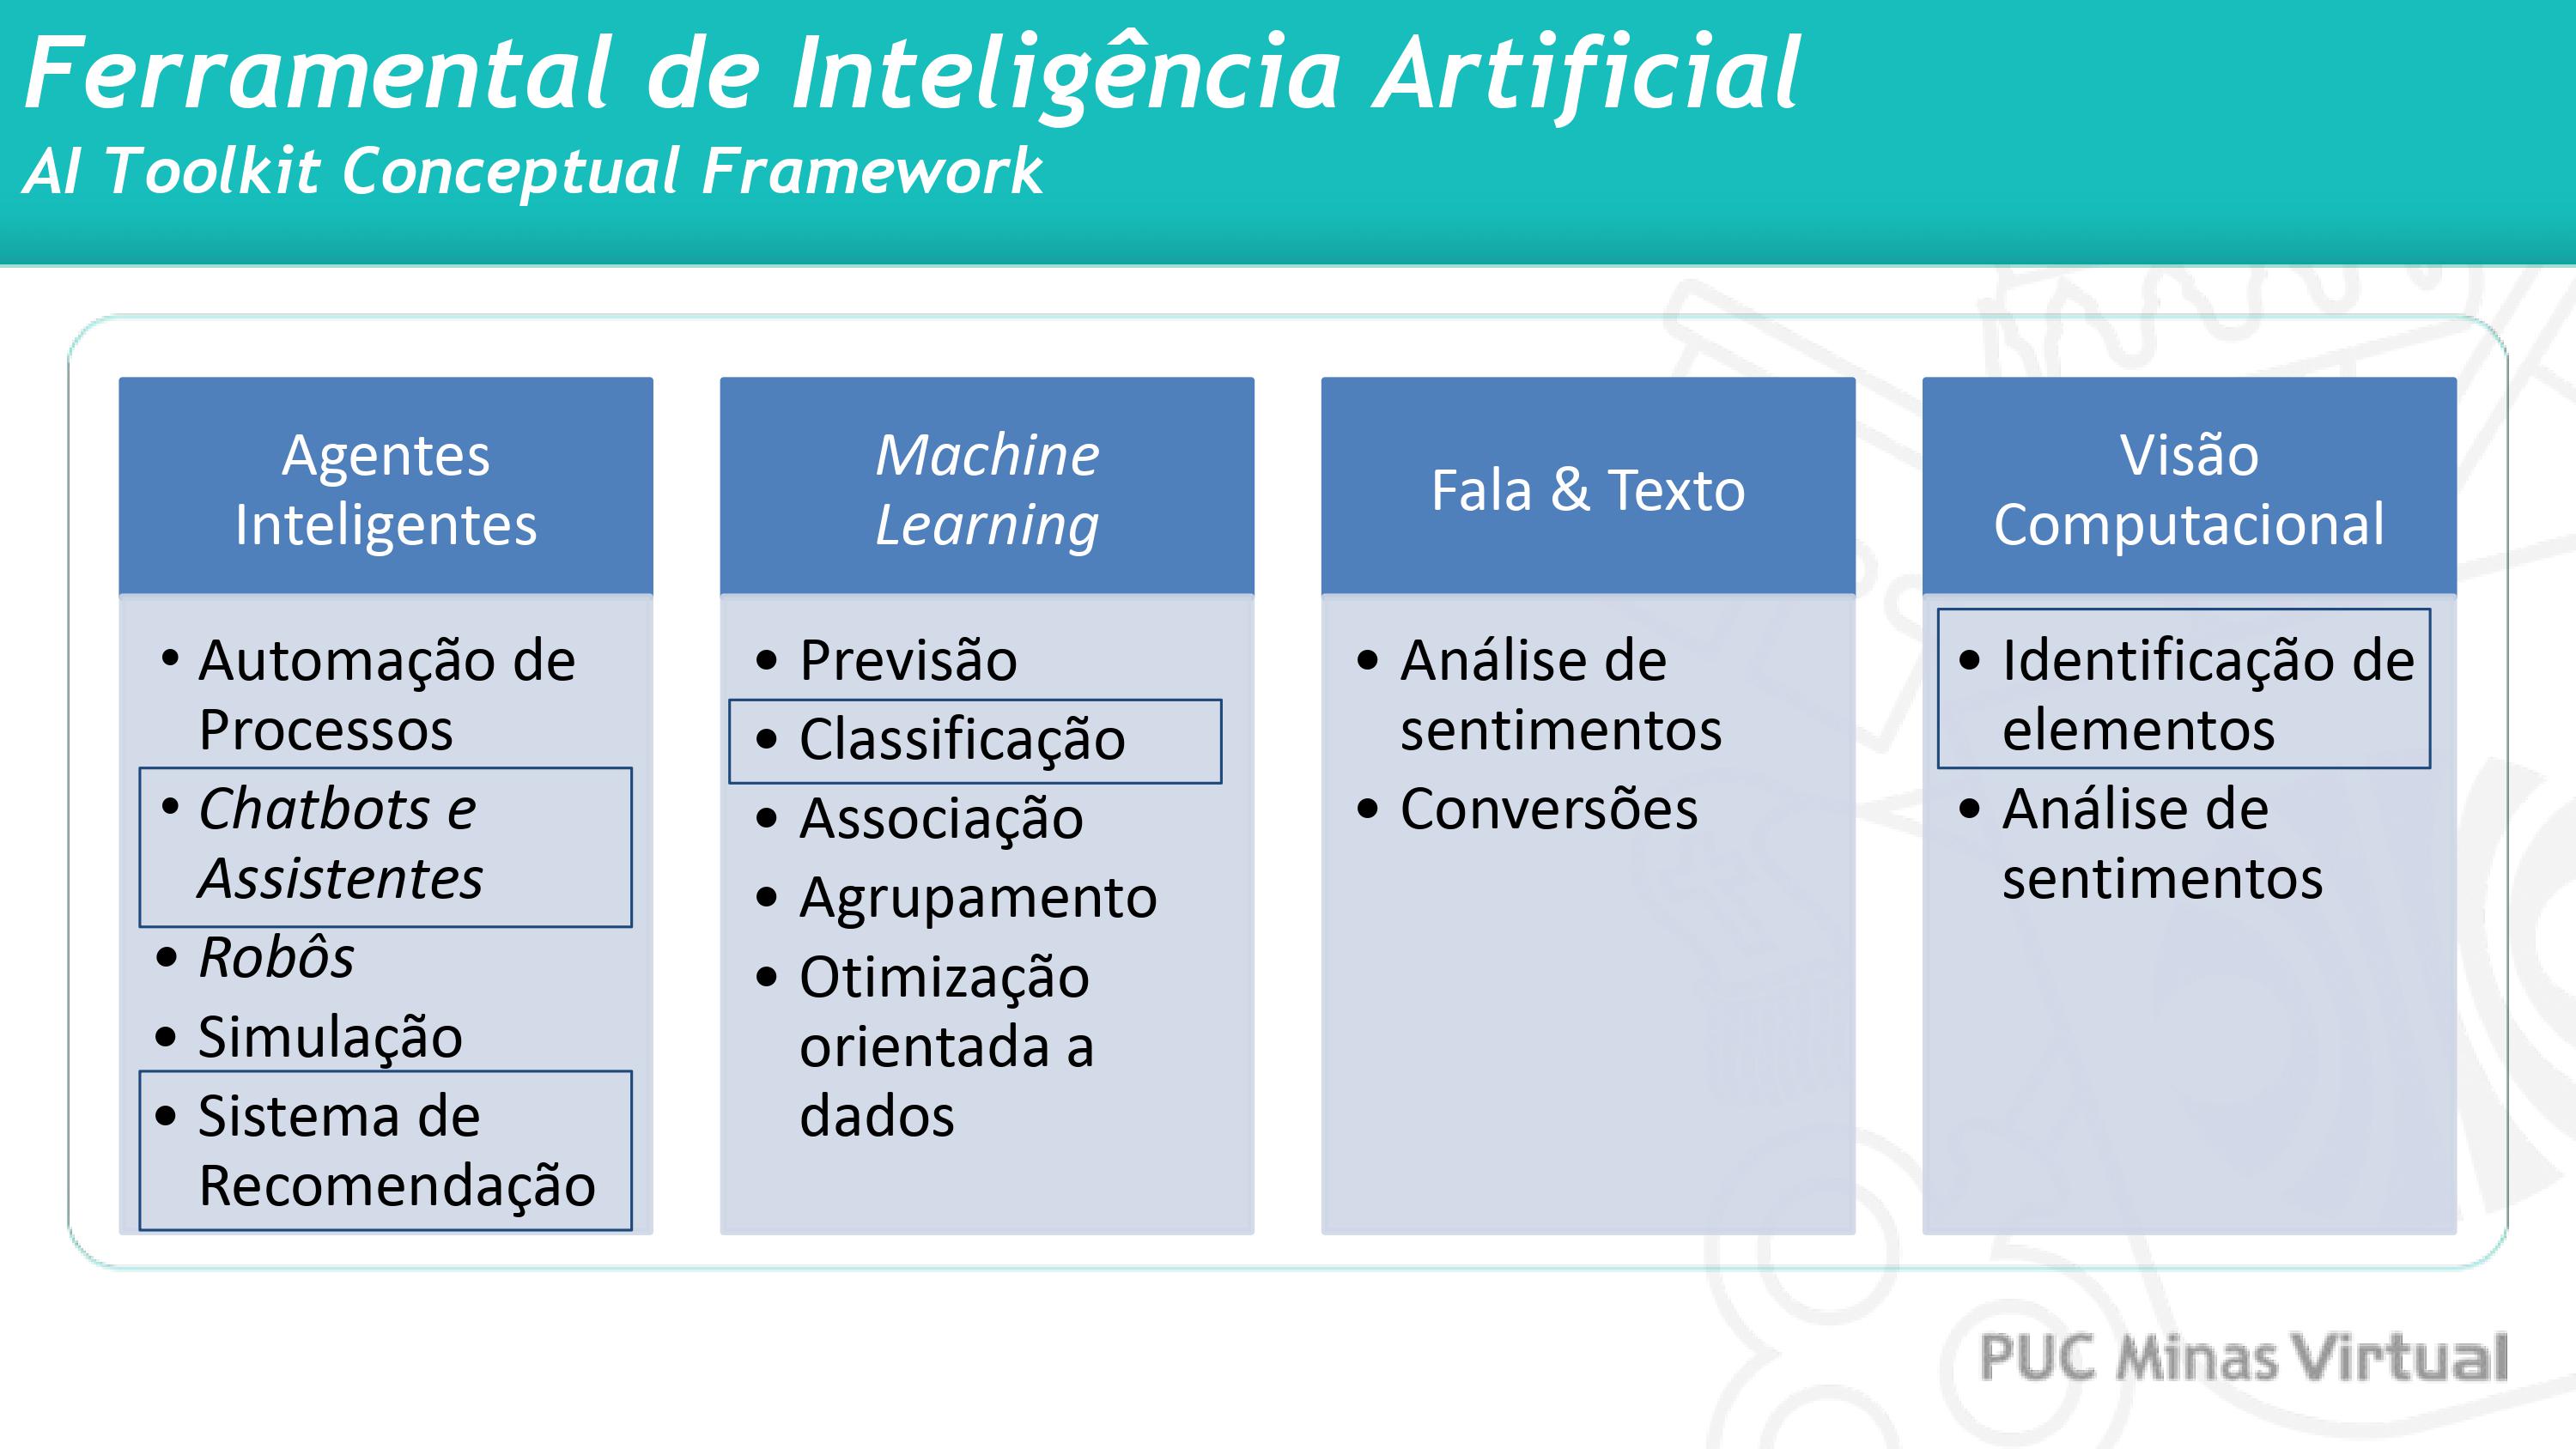 Ferramental de Inteligência Artificial
AI Toolkit Conceptual Framework
Agentes
Inteligentes
• Automação de
Processos
• Chatbots e
Assistentes
• Robôs
• Simulação
• Sistema de
Recomendação
Machine
Learning
• Previsão
• Classificação
• Associação
• Agrupamento
• Otimização
orientada a
dados
Fala & Texto
• Análise de
sentimentos
• Conversões
Visão
Computacional
• Identificação de
elementos
• Análise de
sentimentos
PUC Minas Virtual